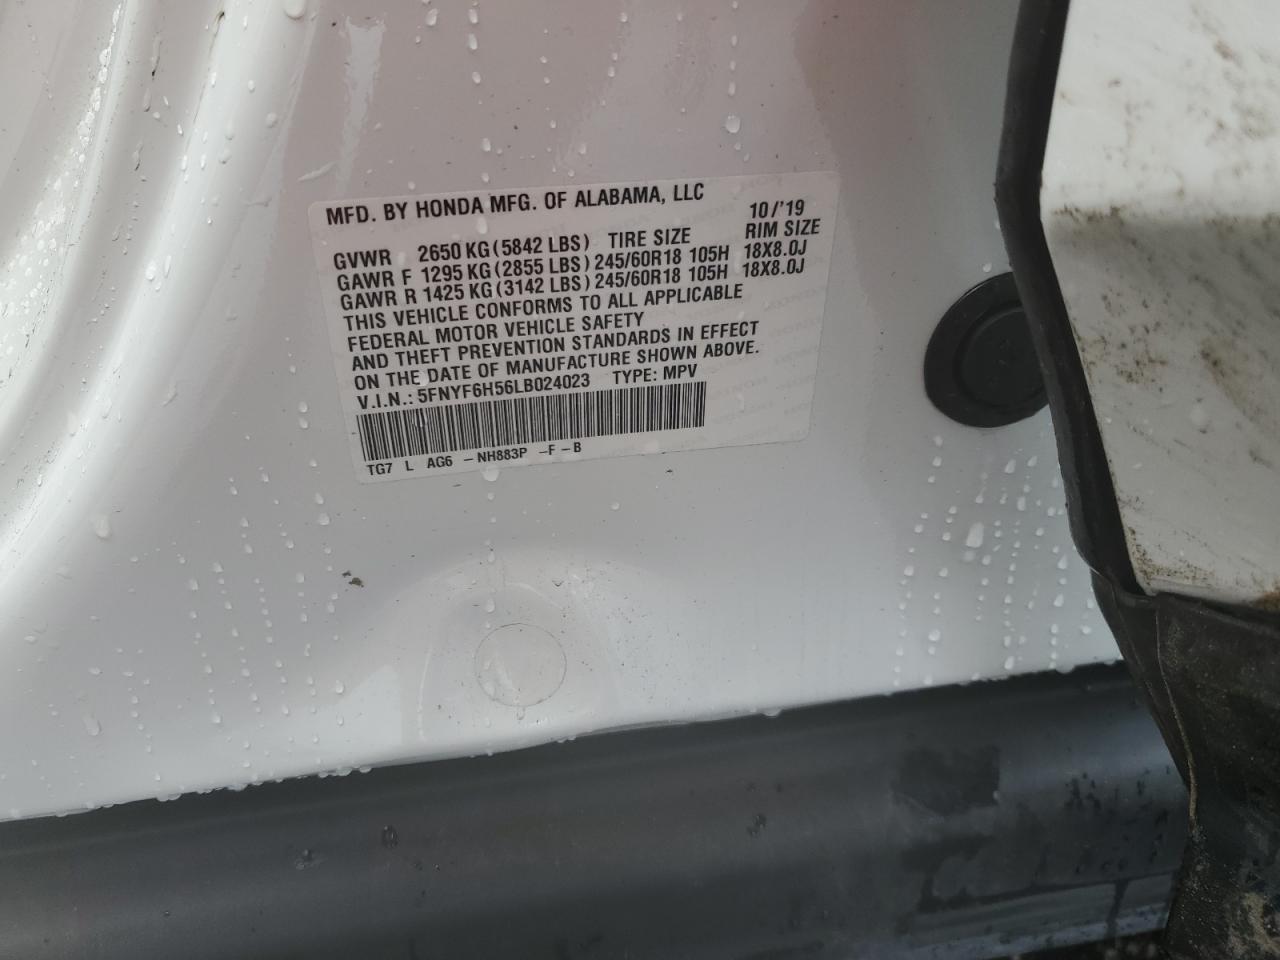 MFD. BY HONDA MFG. OF ALABAMA, LLC 10/'19
GVWR 2650 KG (5842 LBS) TIRE SIZE RIM SIZE
GAWR F 1295 KG (2855 LBS) 245/60R18 105H 18X8.0J
GAWR R 1425 KG (3142 LBS) 245/60R18 105H 18X8.0J
THIS VEHICLE CONFORMS TO ALL APPLICABLE
FEDERAL MOTOR VEHICLE SAFETY
AND THEFT PREVENTION STANDARDS IN EFFECT
ON THE DATE OF MANUFACTURE SHOWN ABOVE.
V.I.N.: 5FNYF6H56LB024023 TYPE: MPV
TG7 L AG6 -NH883P -F-B